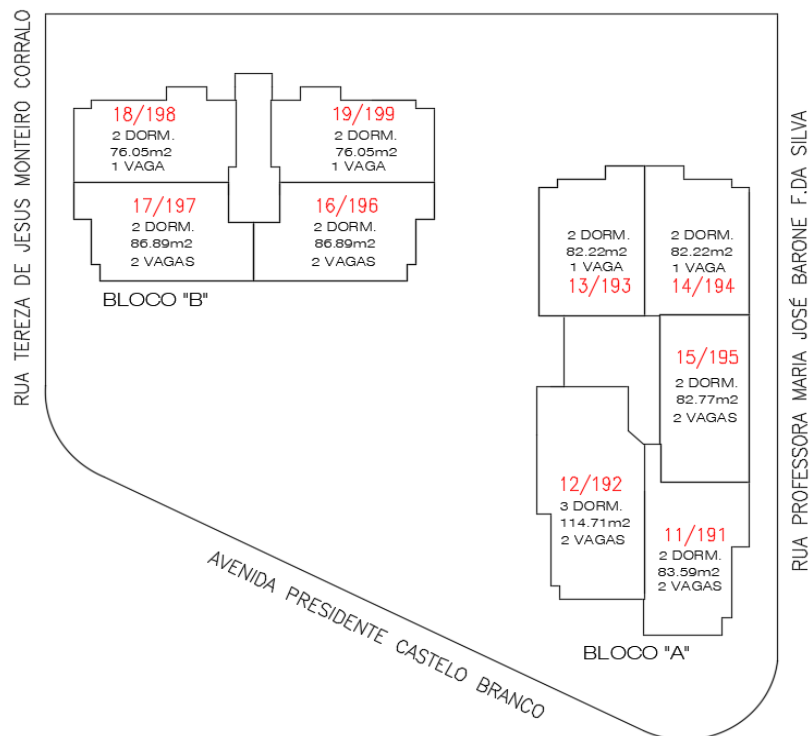 RUA TEREZA DE JESUS MONTEIRO CORRALO
18/198
2 DORM.
76.05m2
1 VAGA
19/199
2 DORM.
76.05m2
1 VAGA
17/197
2 DORM.
86.89m2
2 VAGAS
16/196
2 DORM.
86.89m2
2 VAGAS
BLOCO "B"
2 DORM.
82.22m2
1 VAGA
13/193
2 DORM.
82.22m2
1 VAGA
14/194
15/195
2 DORM.
82.77m2
2 VAGAS
12/192
3 DORM.
114.71m2
2 VAGAS
11/191
2 DORM.
83.59m2
2 VAGAS
BLOCO "A"
AVENIDA PRESIDENTE CASTELO BRANCO
RUA PROFESSORA MARIA JOSÉ BARONE F.DA SILVA